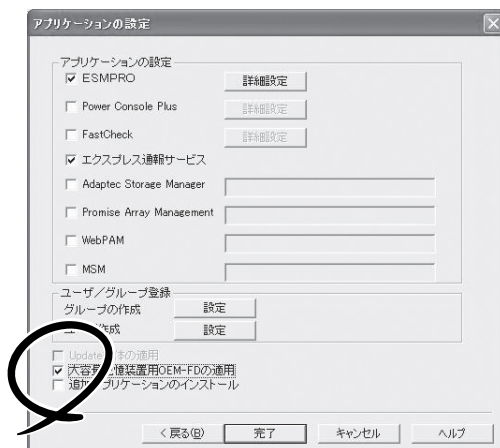 アプリケーションの設定
アプリケーションの設定
ESMPRO 詳細設定
Power Console Plus 詳細設定
FastCheck 詳細設定
エクスプレス通報サービス
Adaptec Storage Manager
Promise Array Management
WebPAM
MSM
ユーザ/グループ登録
グループの作成 設定
作成 設定
Update の適用
大容量 憶装置用OEM-FDの適用
追加 プリケーションのインストール
< 戻る(B) 完了 キャンセル ヘルプ